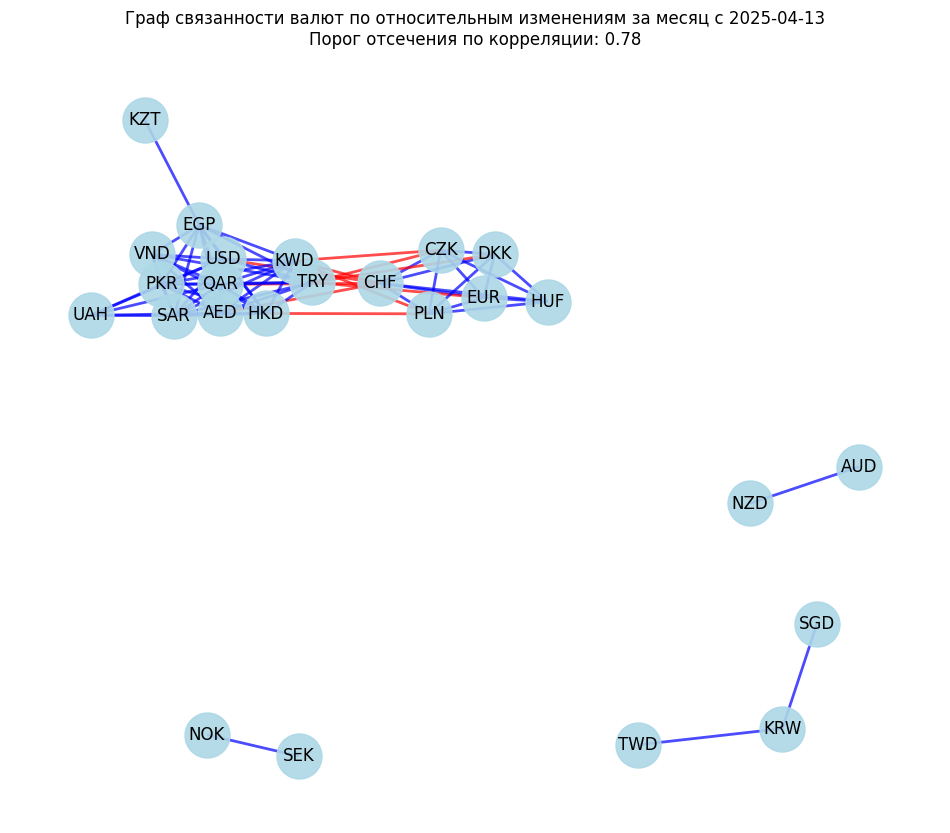 Граф связанности валют по относительным изменениям за месяц с 2025-04-13
Порог отсечения по корреляции: 0.78
KZT
EGP
VND
USD
KWD
CZK
DKK
PKR
QAR
TRY
CHF
EUR
HUF
UAH
SAR
AED
HKD
PLN
AUD
NZD
SGD
KRW
TWD
NOK
SEK